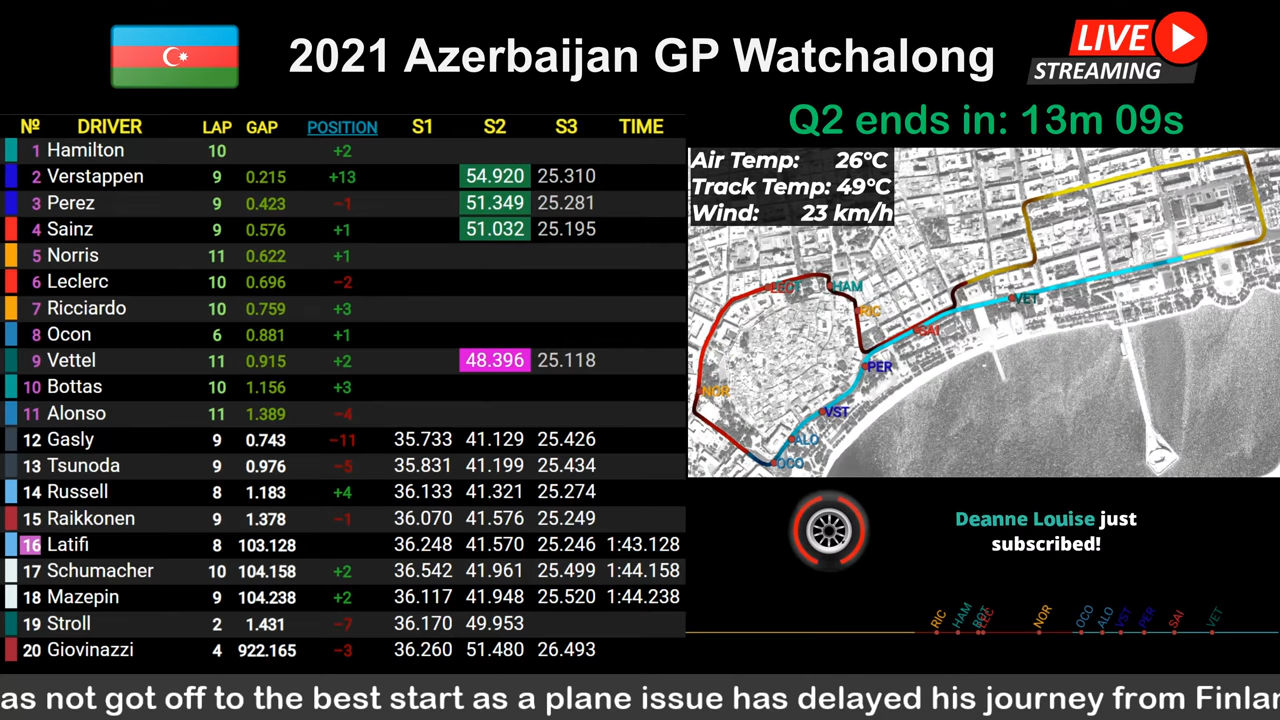 2021 Azerbaijan GP Watchalong
LIVE
STREAMING
Q2 ends in: 13m 09s
Nº DRIVER LAP GAP POSITION S1 S2 S3 TIME
1 Hamilton 10 +2
2 Verstappen 9 0.215 +13 54.920 25.310
3 Perez 9 0.423 −1 51.349 25.281
4 Sainz 9 0.576 +1 51.032 25.195
5 Norris 11 0.622 +1
6 Leclerc 10 0.696 −2
7 Ricciardo 10 0.759 +3
8 Ocon 6 0.881 +1
9 Vettel 11 0.915 +2 48.396 25.118
10 Bottas 10 1.156 +3
11 Alonso 11 1.389 −4
12 Gasly 9 0.743 −11 35.733 41.129 25.426
13 Tsunoda 9 0.976 −5 35.831 41.199 25.434
14 Russell 8 1.183 +4 36.133 41.321 25.274
15 Raikkonen 9 1.378 −1 36.070 41.576 25.249
16 Latifi 8 103.128 36.248 41.570 25.246 1:43.128
17 Schumacher 10 104.158 +2 36.542 41.961 25.499 1:44.158
18 Mazepin 9 104.238 +2 36.117 41.948 25.520 1:44.238
19 Stroll 2 1.431 −7 36.170 49.953
20 Giovinazzi 4 922.165 −3 36.260 51.480 26.493
Air Temp: 26°C
Track Temp: 49°C
Wind: 23 km/h
HAM
VET
RIC
SAI
PER
NOR
VST
ALO
OCO
Deanne Louise just
subscribed!
RIC HAM BOT LEC NOR OCO ALO VST PER SAI VET
as not got off to the best start as a plane issue has delayed his journey from Finlan